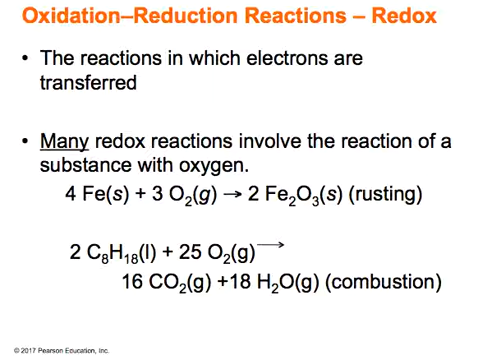 Oxidation–Reduction Reactions – Redox
• The reactions in which electrons are
transferred
• Many redox reactions involve the reaction of a
substance with oxygen.
4 Fe(s) + 3 O₂(g) → 2 Fe₂O₃(s) (rusting)
2 C₈H₁₈(l) + 25 O₂(g) →
16 CO₂(g) +18 H₂O(g) (combustion)
© 2017 Pearson Education, Inc.